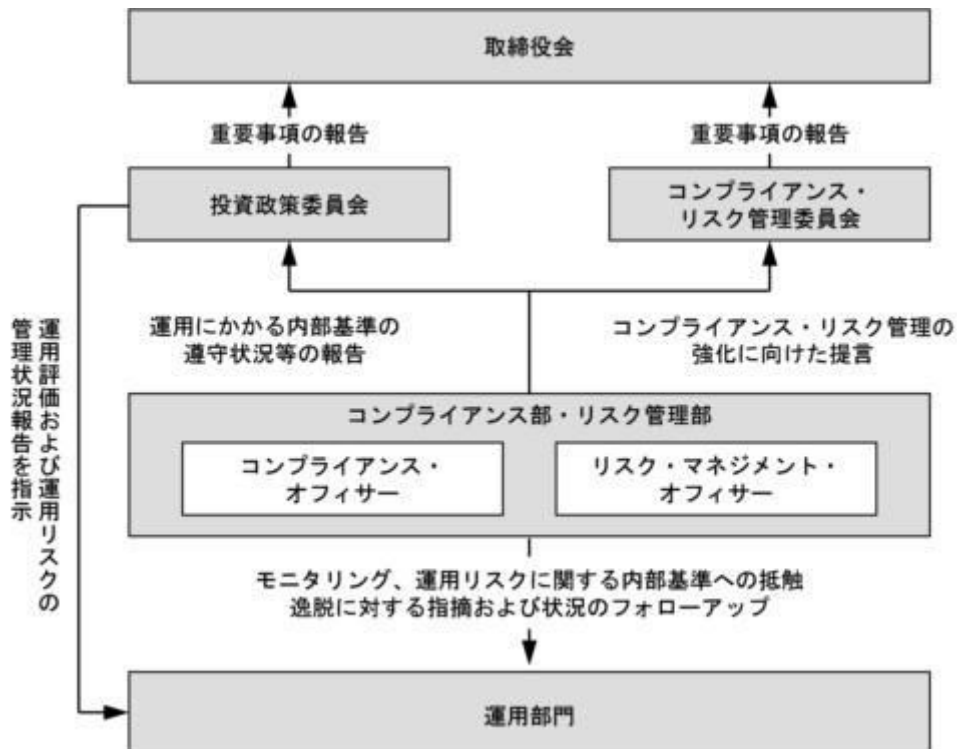 取締役会
重要事項の報告
重要事項の報告
投資政策委員会
コンプライアンス・
リスク管理委員会
運用にかかる内部基準の
遵守状況等の報告
コンプライアンス・リスク管理の
強化に向けた提言
運用評価および運用リスクの
管理状況報告を指示
コンプライアンス部・リスク管理部
コンプライアンス・
オフィサー
リスク・マネジメント・
オフィサー
モニタリング、運用リスクに関する内部基準への抵触
逸脱に対する指摘および状況のフォローアップ
運用部門